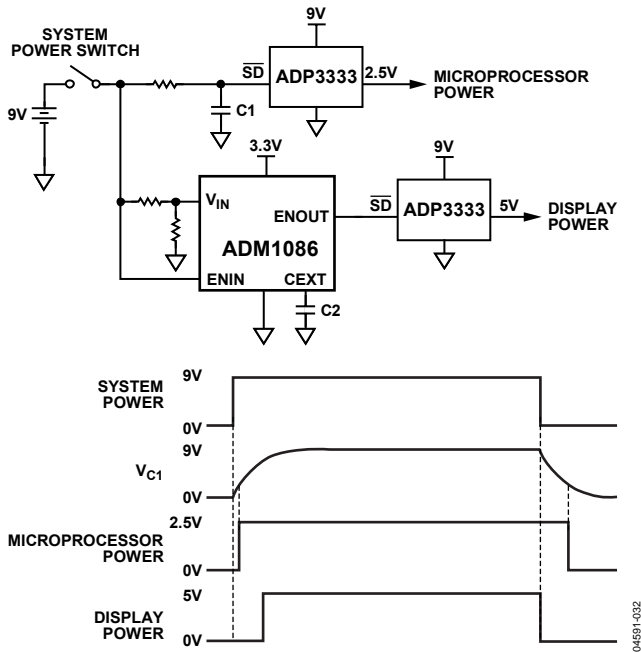 SYSTEM
POWER SWITCH
9V
9V
SD
ADP3333
2.5V
MICROPROCESSOR
POWER
C1
3.3V
9V
VIN
ENOUT
SD
ADP3333
5V
DISPLAY
POWER
ADM1086
ENIN
CEXT
C2
SYSTEM
POWER
9V
0V
VC1
9V
0V
MICROPROCESSOR
POWER
2.5V
0V
DISPLAY
POWER
5V
0V
04591-032